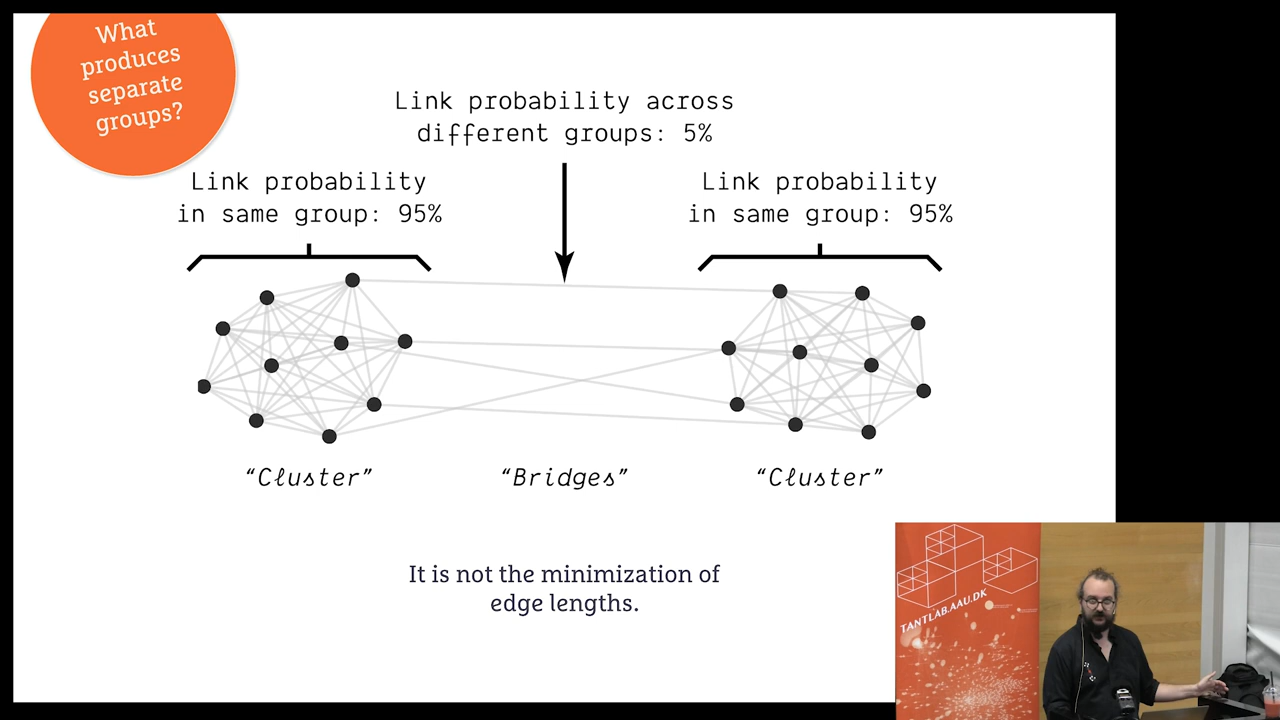 What
produces
separate
groups?
Link probability across
different groups: 5%
Link probability
in same group: 95%
Link probability
in same group: 95%
“Cluster”
“Bridges”
“Cluster”
It is not the minimization of
edge lengths.
TANTLAB.AAU.DK